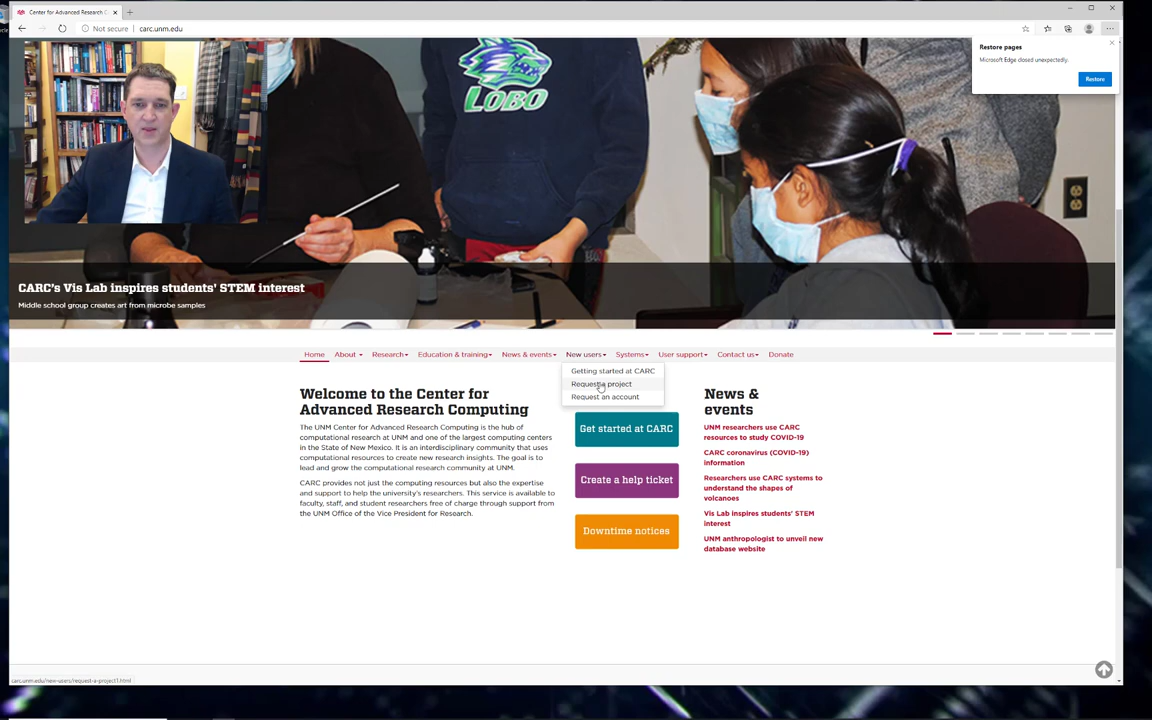 Center for Advanced Research C
Not secure
carc.unm.edu
Restore pages
Microsoft Edge closed unexpectedly.
Restore
LOBO
CARC's Vis Lab inspires students' STEM interest
Middle school group creates art from microbe samples
Home
About
Research
Education & training
News & events
New users
Systems
User support
Contact us
Donate
Getting started at CARC
Request a project
Request an account
Welcome to the Center for
Advanced Research Computing
The UNM Center for Advanced Research Computing is the hub of
computational research at UNM and one of the largest computing centers
in the State of New Mexico. It is an interdisciplinary community that uses
computational resources to create new research insights. The goal is to
lead and grow the computational research community at UNM.
CARC provides not just the computing resources but also the expertise
and support to help the university's researchers. This service is available to
faculty, staff, and student researchers free of charge through support from
the UNM Office of the Vice President for Research.
Get started at CARC
Create a help ticket
Downtime notices
News &
events
UNM researchers use CARC
resources to study COVID-19
CARC coronavirus (COVID-19)
information
Researchers use CARC systems to
understand the shapes of
volcanoes
Vis Lab inspires students' STEM
interest
UNM anthropologist to unveil new
database website
carc.unm.edu/new-users/request-a-project1.html